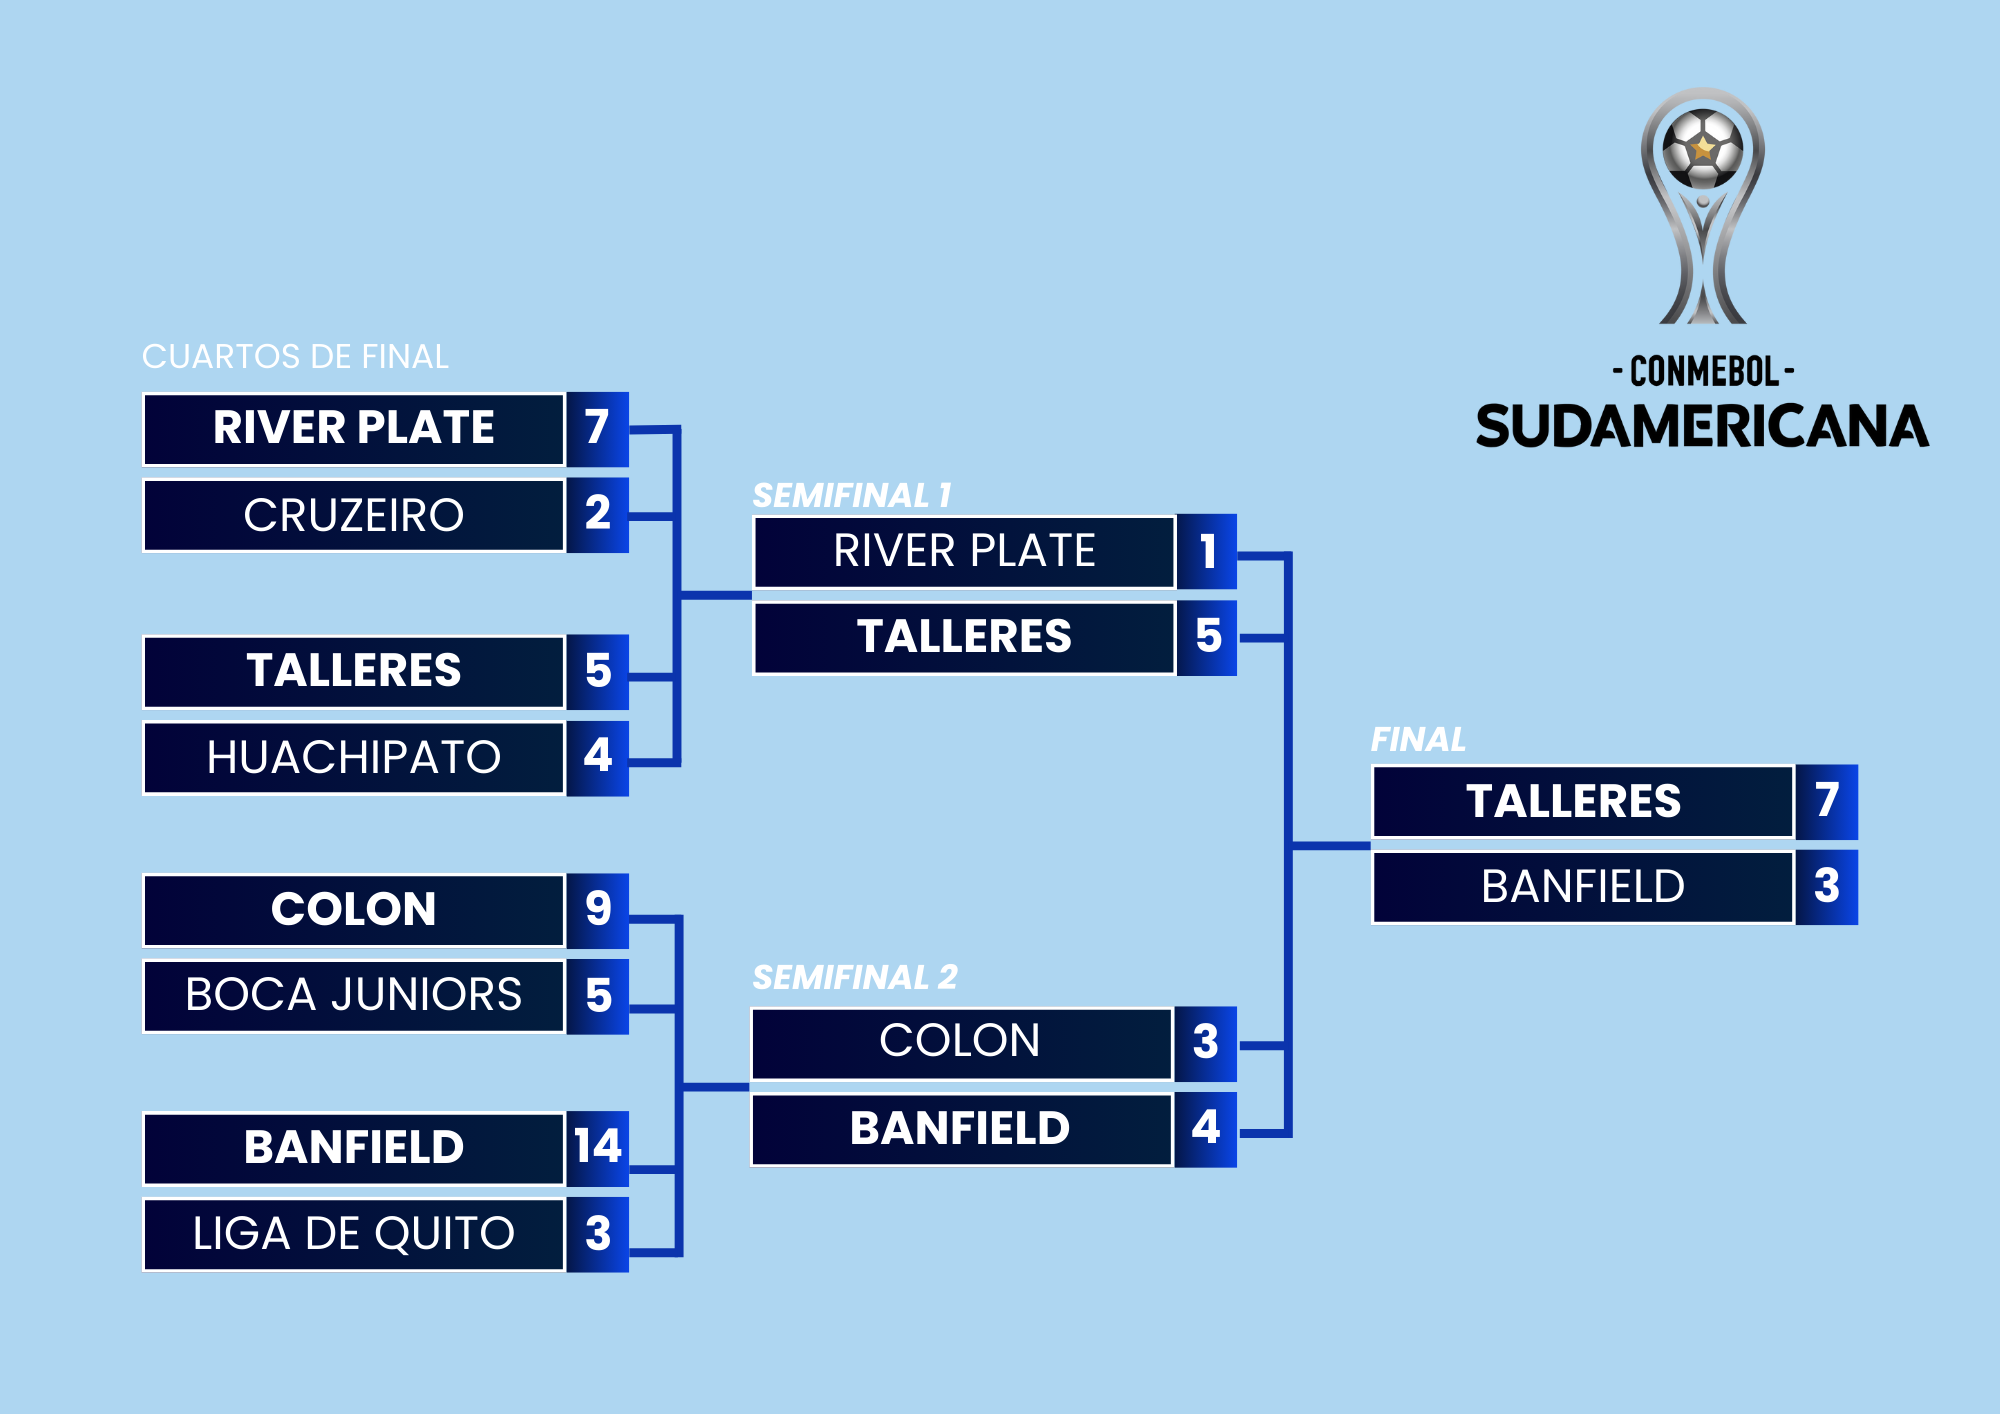 - CONMEBOL -
SUDAMERICANA
CUARTOS DE FINAL
RIVER PLATE 7
CRUZEIRO 2
TALLERES 5
HUACHIPATO 4
COLON 9
BOCA JUNIORS 5
BANFIELD 14
LIGA DE QUITO 3
SEMIFINAL 1
RIVER PLATE 1
TALLERES 5
SEMIFINAL 2
COLON 3
BANFIELD 4
FINAL
TALLERES 7
BANFIELD 3